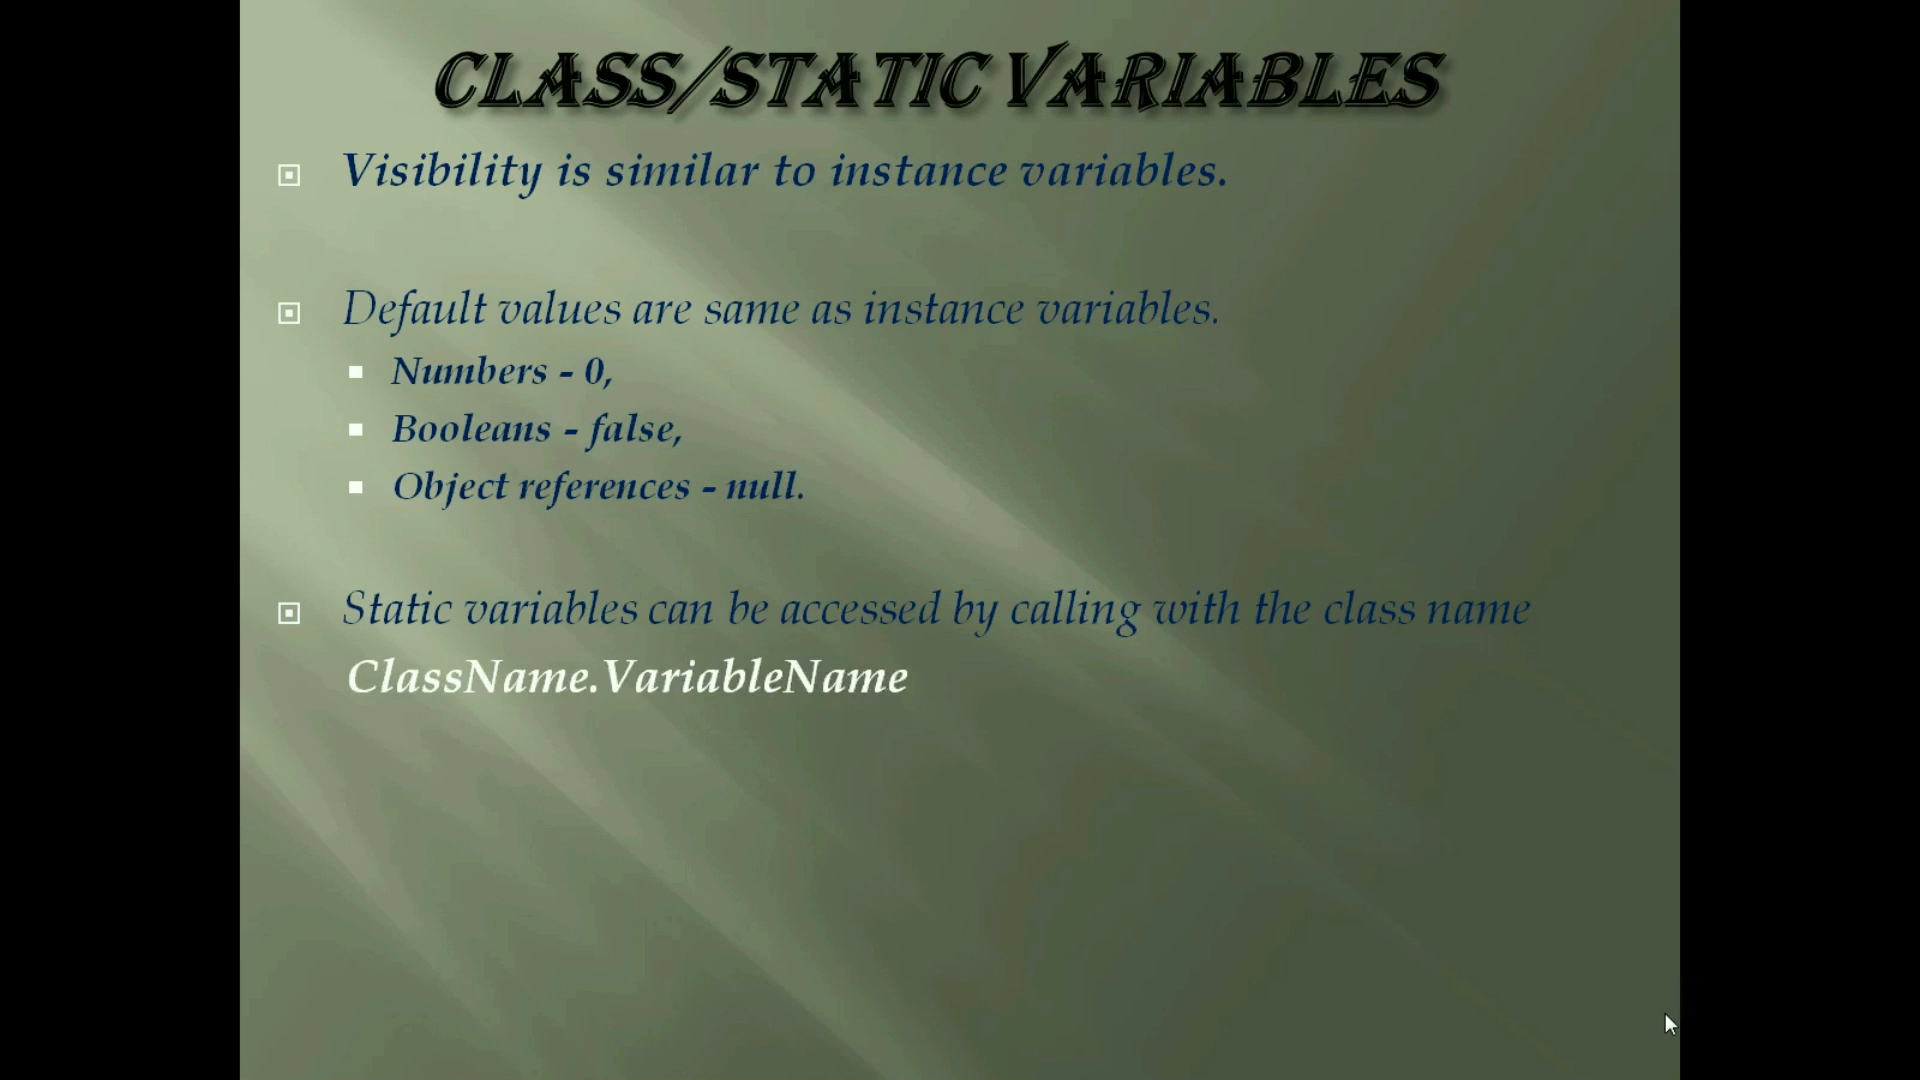 CLASS/STATIC VARIABLES
Visibility is similar to instance variables.
Default values are same as instance variables.
Numbers - 0,
Booleans - false,
Object references - null.
Static variables can be accessed by calling with the class name
ClassName.VariableName